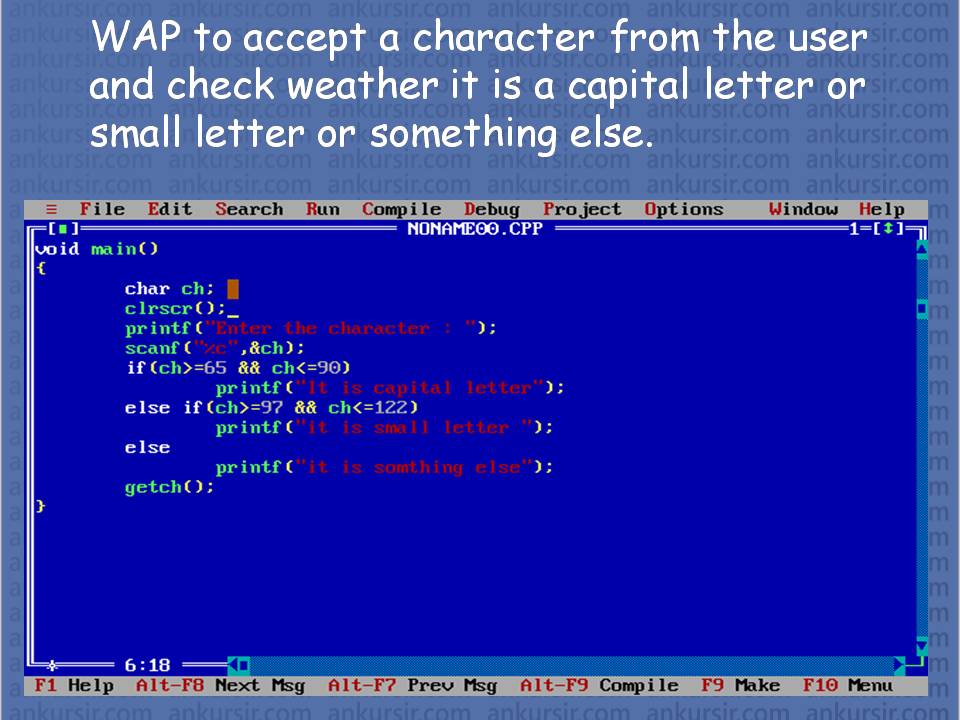 WAP to accept a character from the user
and check weather it is a capital letter or
small letter or something else.
≡ File Edit Search Run Compile Debug Project Options Window Help
[■] NONAME00.CPP 1=[↕]
void main()
{
char ch;
clrscr();_
printf("Enter the character : ");
scanf("%c",&ch);
if(ch>=65 && ch<=90)
printf("It is capital letter");
else if(ch>=97 && ch<=122)
printf("it is small letter ");
else
printf("it is somthing else");
getch();
}
6:18
F1 Help Alt-F8 Next Msg Alt-F7 Prev Msg Alt-F9 Compile F9 Make F10 Menu
ankursir.com